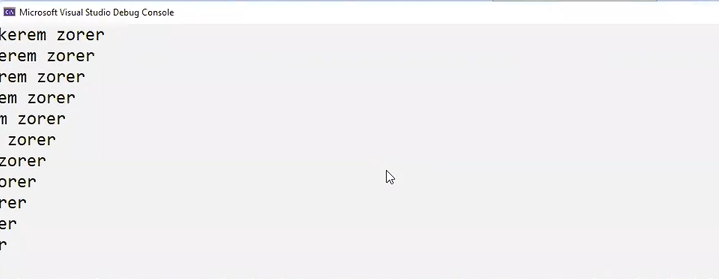 Microsoft Visual Studio Debug Console
kerem zorer
erem zorer
rem zorer
em zorer
m zorer
 zorer
zorer
orer
rer
er
r